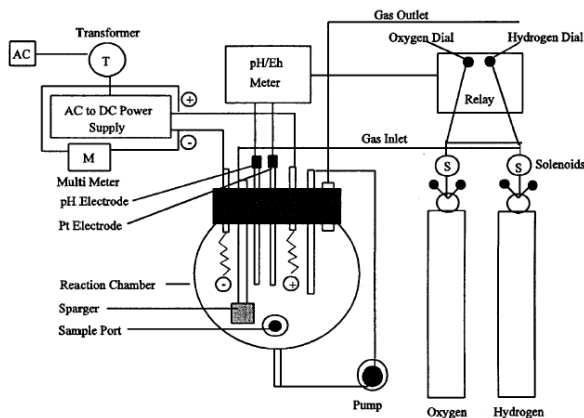 Gas Outlet
Oxygen Dial
Hydrogen Dial
Transformer
AC
T
pH/Eh
Meter
Relay
+
AC to DC Power
Supply
-
Gas Inlet
M
Multi Meter
S
S
Solenoids
pH Electrode
Pt Electrode
Reaction Chamber
-
+
Sparger
Sample Port
Pump
Oxygen
Hydrogen